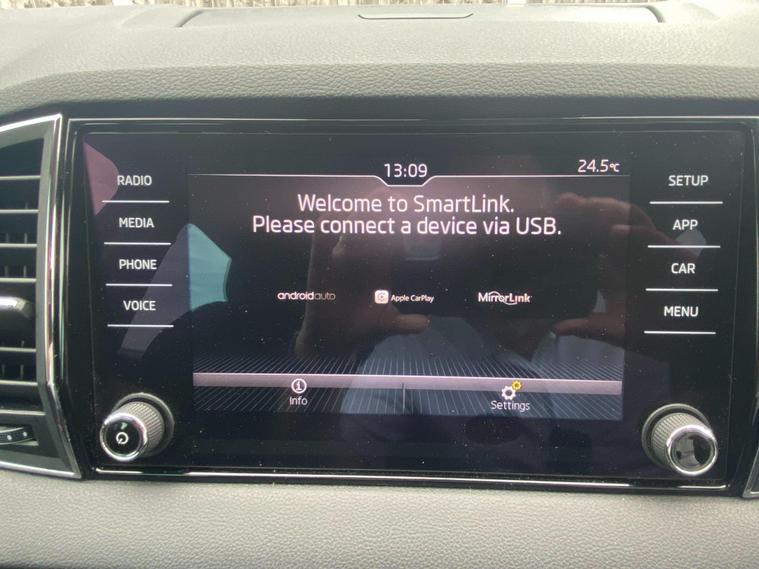 13:09
24.5°C
RADIO
MEDIA
PHONE
VOICE
Welcome to SmartLink.
Please connect a device via USB.
androidauto
Apple CarPlay
MirrorLink
Info
Settings
SETUP
APP
CAR
MENU